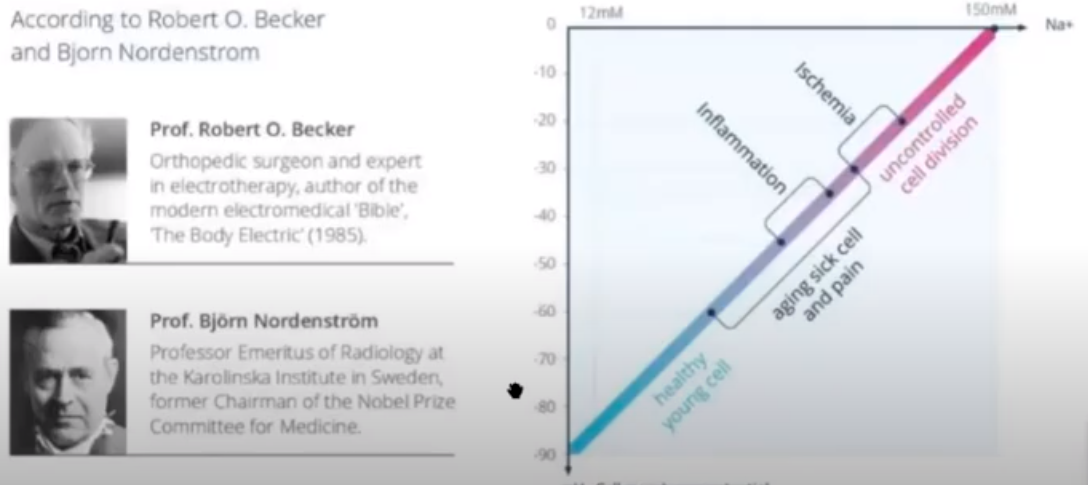 According to Robert O. Becker
and Bjorn Nordenstrom
Prof. Robert O. Becker
Orthopedic surgeon and expert
in electrotherapy, author of the
modern electromedical 'Bible',
'The Body Electric' (1985).
Prof. Björn Nordenström
Professor Emeritus of Radiology at
the Karolinska Institute in Sweden,
former Chairman of the Nobel Prize
Committee for Medicine.
12mM
150mM
Na+
0
-10
-20
-30
-40
-50
-60
-70
-80
-90
Ischemia
Inflammation
uncontrolled
cell division
aging sick cell
and pain
healthy
young cell